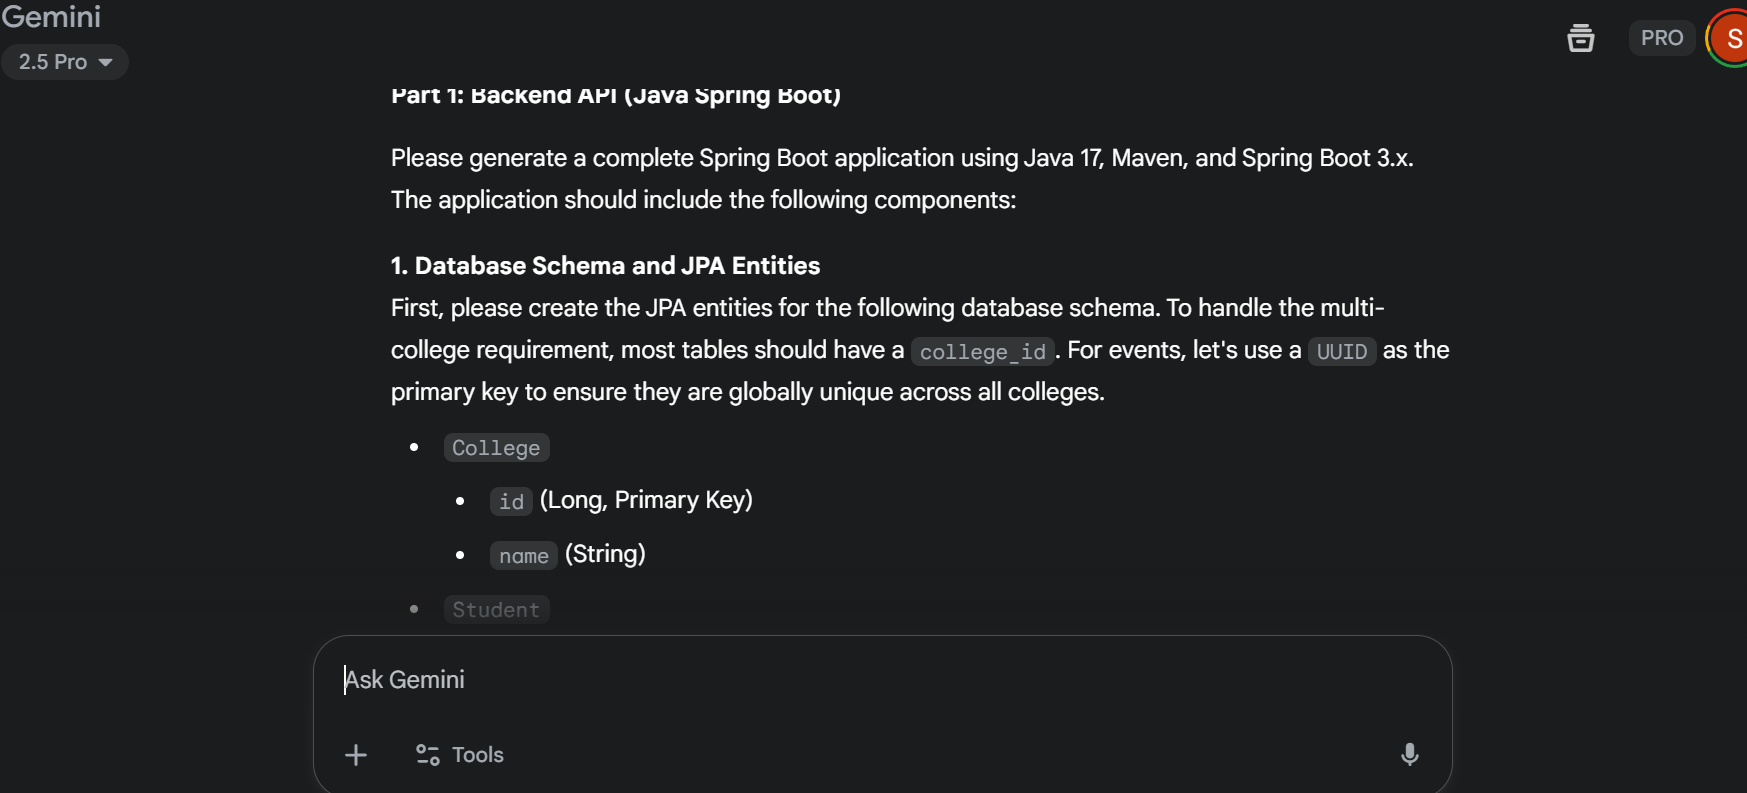 Gemini
2.5 Pro
PRO
S
Part 1: Backend API (Java Spring Boot)
Please generate a complete Spring Boot application using Java 17, Maven, and Spring Boot 3.x.
The application should include the following components:
1. Database Schema and JPA Entities
First, please create the JPA entities for the following database schema. To handle the multi-
college requirement, most tables should have a college_id. For events, let's use a UUID as the
primary key to ensure they are globally unique across all colleges.
• College
• id (Long, Primary Key)
• name (String)
• Student
Ask Gemini
Tools